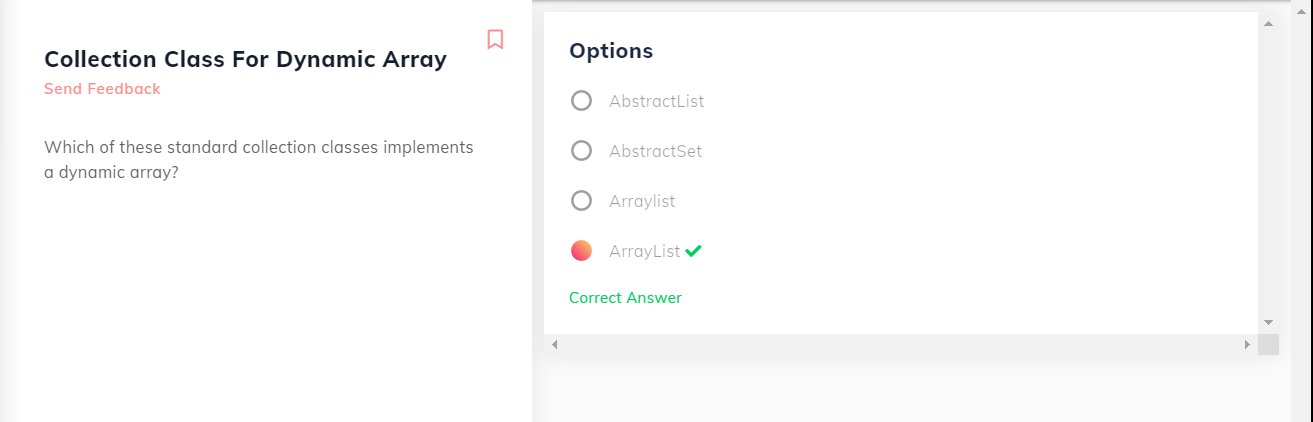 Collection Class For Dynamic Array
Send Feedback
Which of these standard collection classes implements
a dynamic array?
Options
AbstractList
AbstractSet
Arraylist
ArrayList
Correct Answer